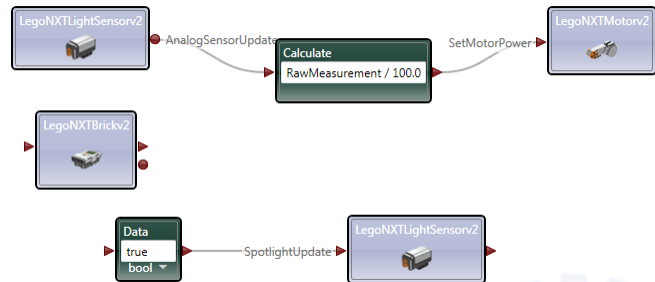 LegoNXTLightSensorv2
AnalogSensorUpdate
Calculate
RawMeasurement / 100.0
SetMotorPower
LegoNXTMotorv2
LegoNXTBrickv2
Data
true
bool
SpotlightUpdate
LegoNXTLightSensorv2